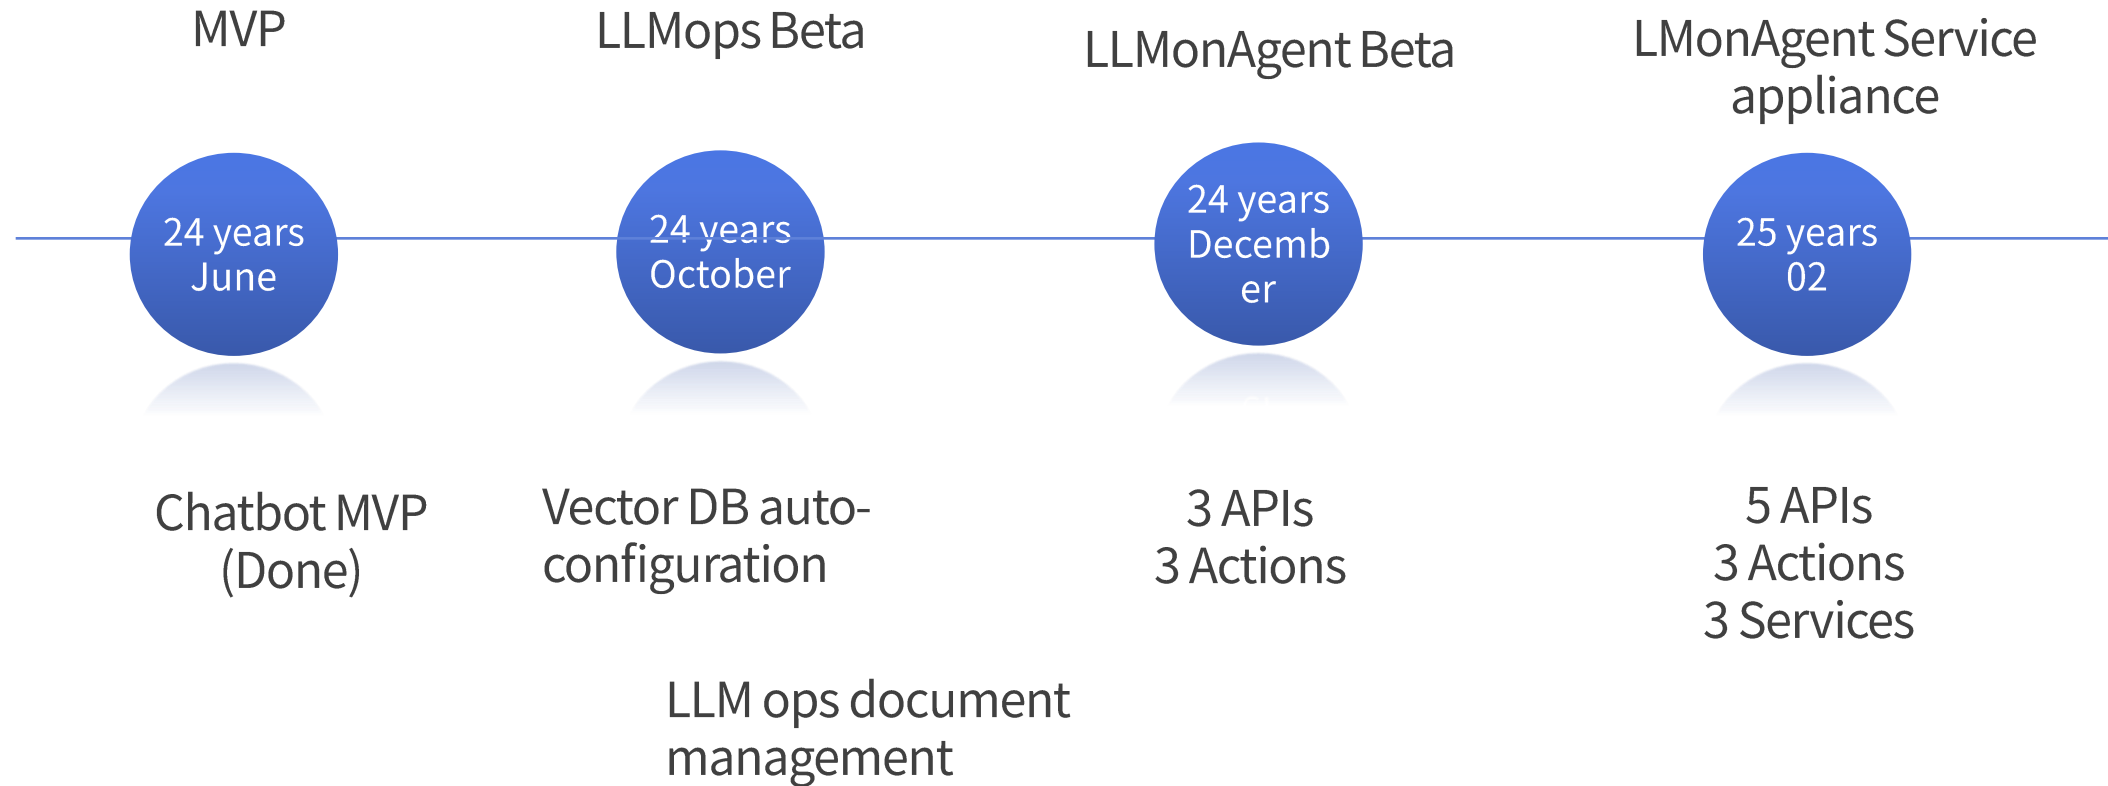 MVP
LLMops Beta
LLMonAgent Beta
LMonAgent Service
appliance
24 years
June
24 years
October
24 years
Decemb
er
25 years
02
Chatbot MVP
(Done)
Vector DB auto-
configuration
3 APIs
3 Actions
5 APIs
3 Actions
3 Services
LLM ops document
management